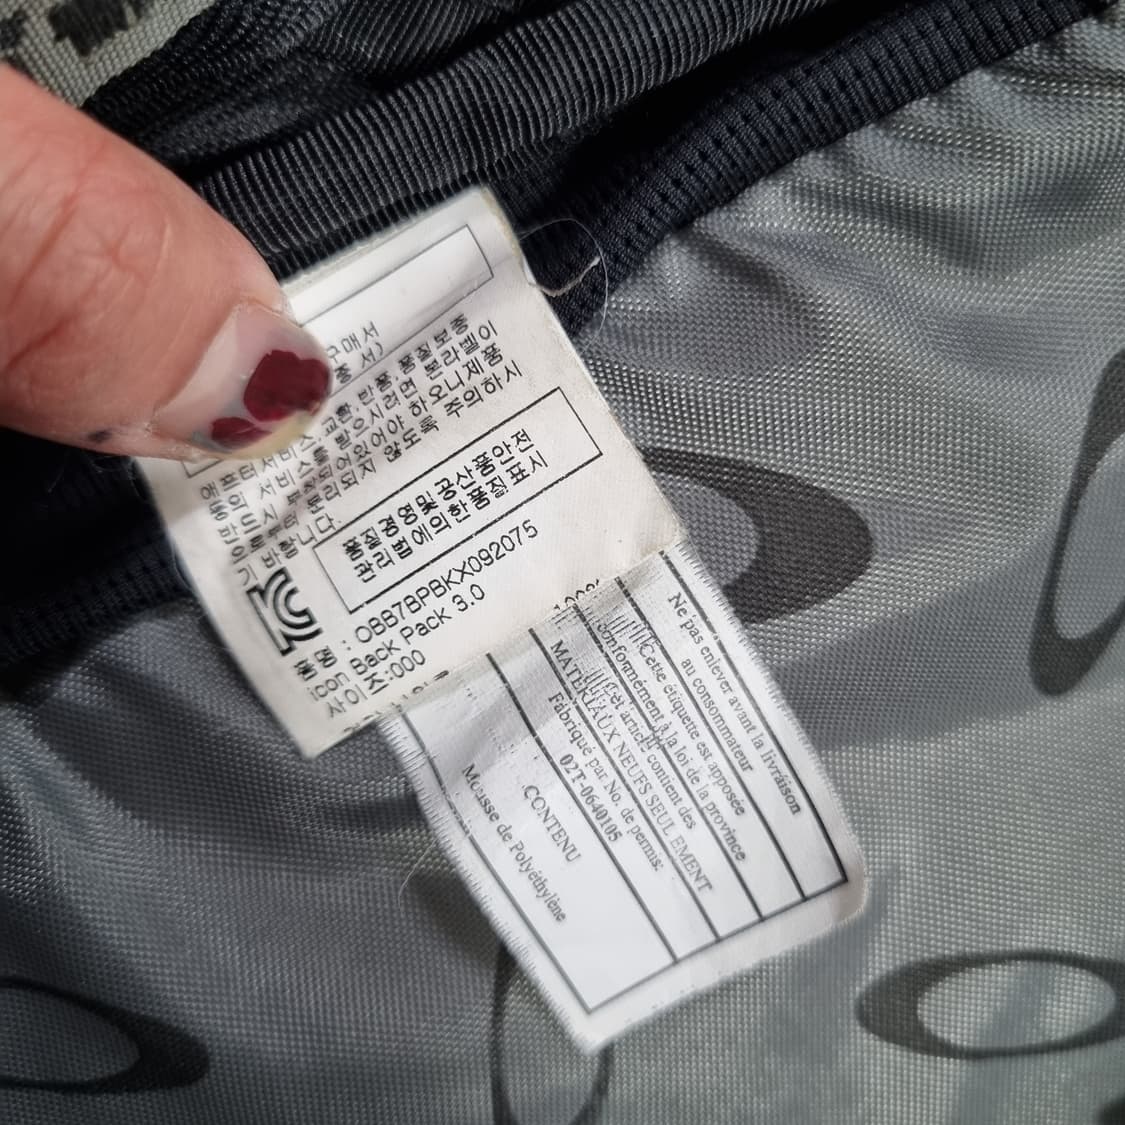 구매서
증 서)
애프터서비스, 교환, 반품, 품질 보증
등의 서비스를 받으시려면 본 라벨이
반드시 부착되어 있어야 하오니 제품
으로부터 분리되지 않도록 주의하시
기 바랍니다.
품질경영및공산품안전
관리법에의한품질표시
품 명 : OBB7BPBKX092075
icon Back Pack 3.0
사이즈:000
Ne pas enlever avant la livraison
au consommateur
Cette étiquette est apposée
conformément à la loi de la province
Cet article contient des
MATERIAUX NEUFS SEULEMENT
Fabriqué par No. de permis:
02T-0640105
CONTENU
Mousse de Polyéthylène